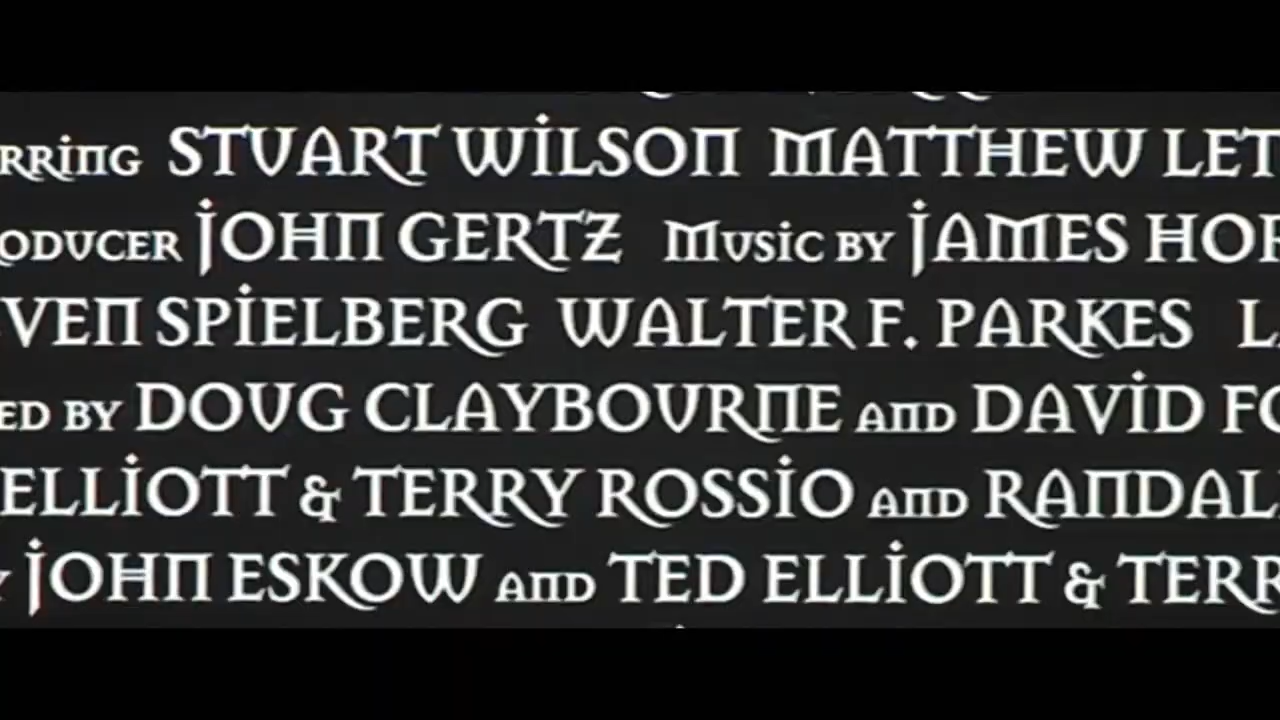 RRING STUART WILSON MATTHEW LET
ODUCER JOHN GERTZ MUSIC BY JAMES HOR
VEN SPIELBERG WALTER F. PARKES L
ED BY DOUG CLAYBOURNE AND DAVID FO
ELLIOTT & TERRY ROSSIO AND RANDAL
JOHN ESKOW AND TED ELLIOTT & TERR